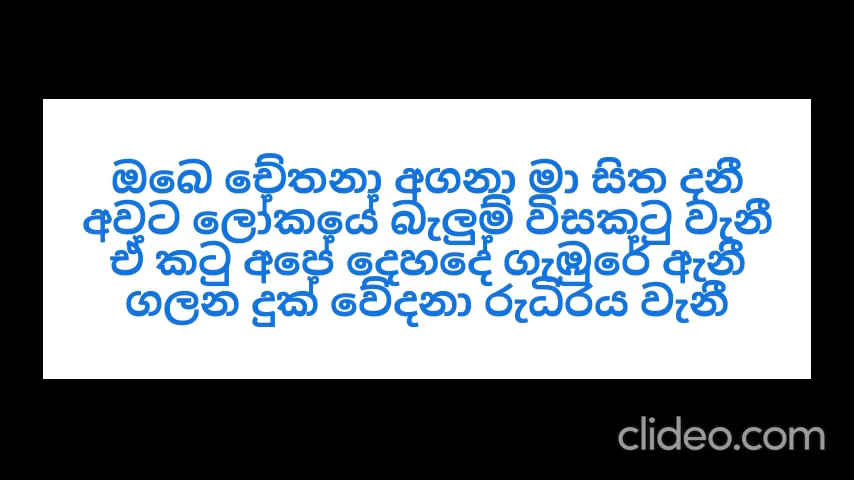 ඔබෙ චේතනා අගනා මා සිත දනී
අවට ලෝකයේ බැලුම් විසකටු වැනී
ඒ කටු අපේ දෙහදේ ගැඹුරේ ඇනී
ගලන දුක් වේදනා රුධිරය වැනී
clideo.com